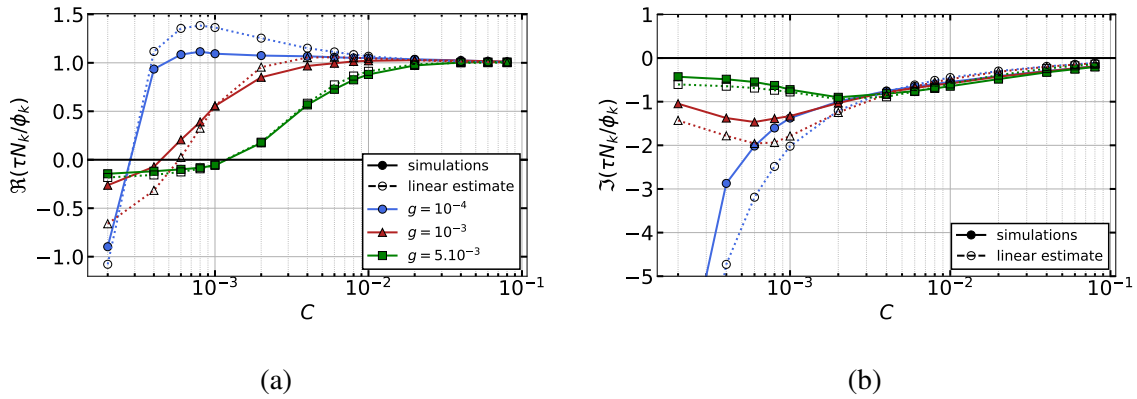 1.5
1.0
0.5
0.0
−0.5
−1.0
ℜ(τN_k/ϕ_k)
simulations
linear estimate
g = 10^{−4}
g = 10^{−3}
g = 5.10^{−3}
10^{−3} 10^{−2} 10^{−1}
C
(a)
1
0
−1
−2
−3
−4
−5
ℑ(τN_k/ϕ_k)
simulations
linear estimate
10^{−3} 10^{−2} 10^{−1}
C
(b)